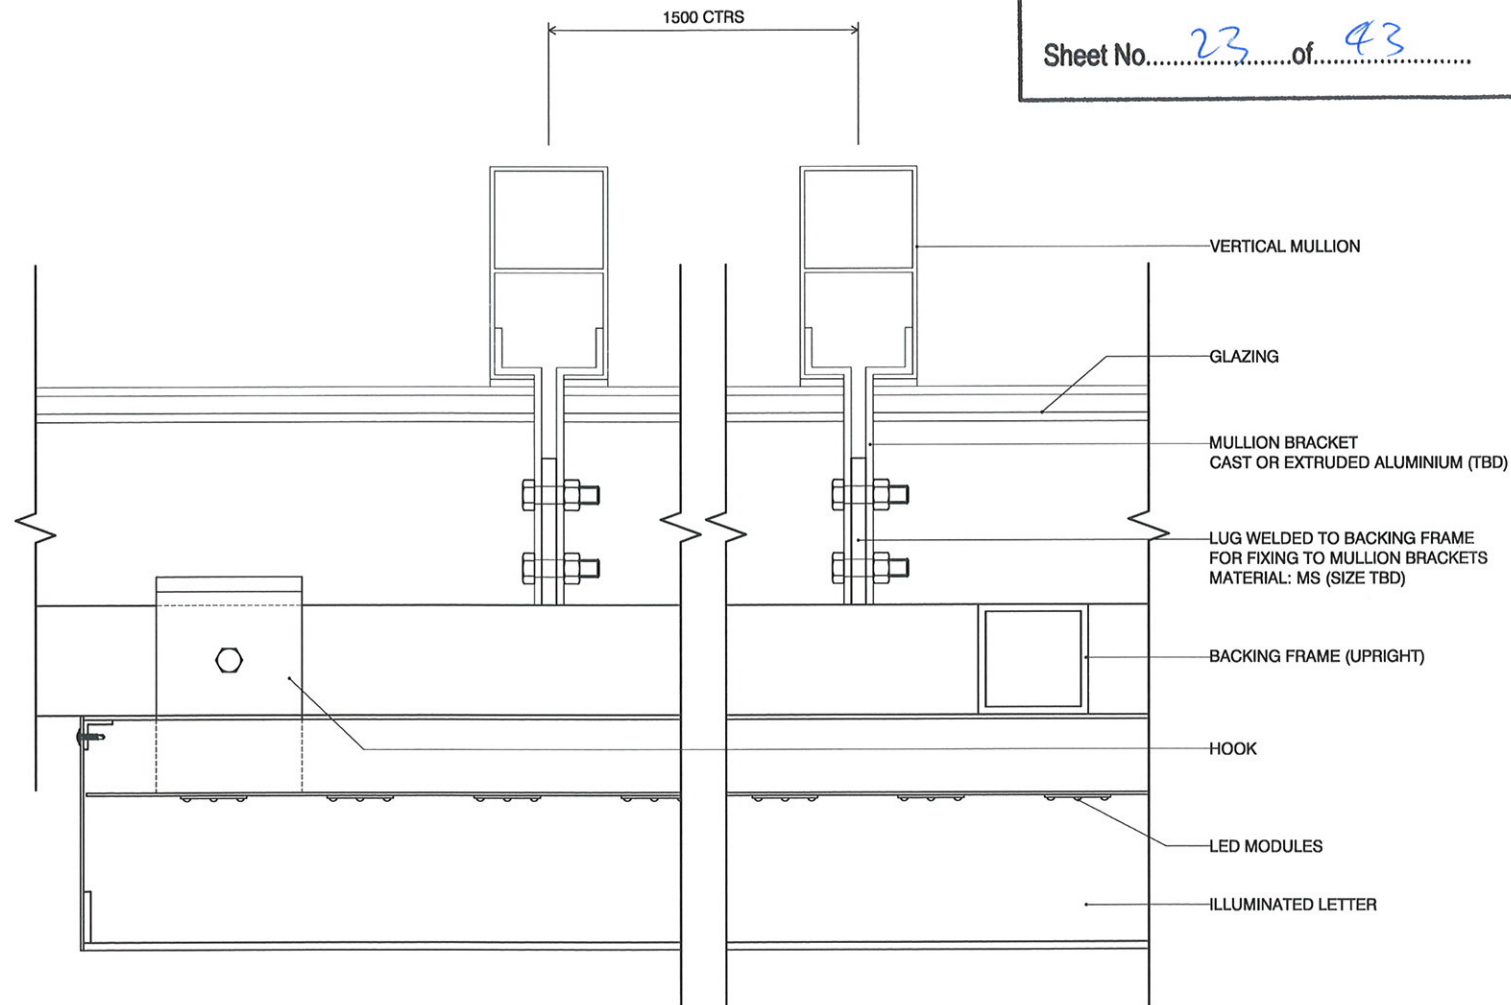 1500 CTRS
Sheet No. 23 of 43
VERTICAL MULLION
GLAZING
MULLION BRACKET
CAST OR EXTRUDED ALUMINIUM (TBD)
LUG WELDED TO BACKING FRAME
FOR FIXING TO MULLION BRACKETS
MATERIAL: MS (SIZE TBD)
BACKING FRAME (UPRIGHT)
HOOK
LED MODULES
ILLUMINATED LETTER